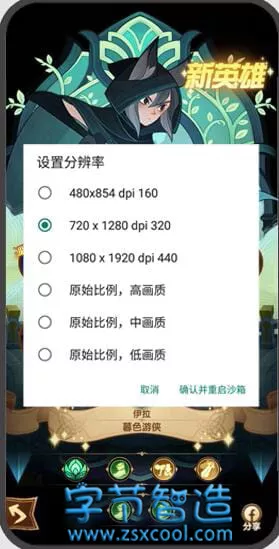 新英雄
设置分辨率
480x854 dpi 160
720 x 1280 dpi 320
1080 x 1920 dpi 440
原始比例，高画质
原始比例，中画质
原始比例，低画质
取消
确认并重启沙箱
伊拉
暮色游侠
分享
字节智造
www.zsxcool.com